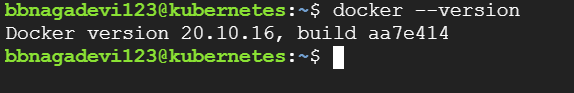 bbnagadevi123@kubernetes:~$ docker --version
Docker version 20.10.16, build aa7e414
bbnagadevi123@kubernetes:~$